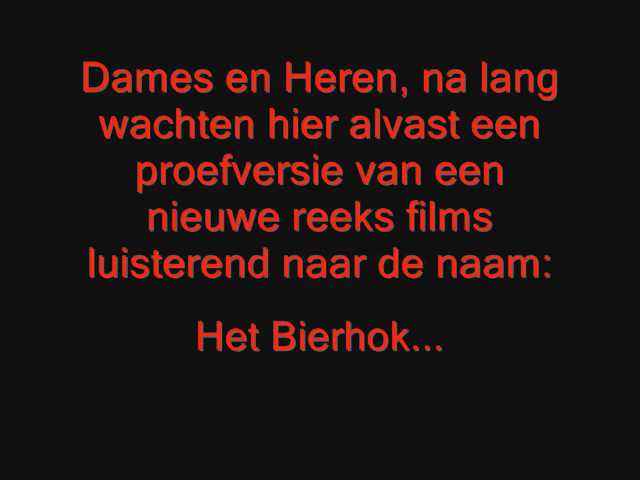 Dames en Heren, na lang
wachten hier alvast een
proefversie van een
nieuwe reeks films
luisterend naar de naam:
Het Bierhok...